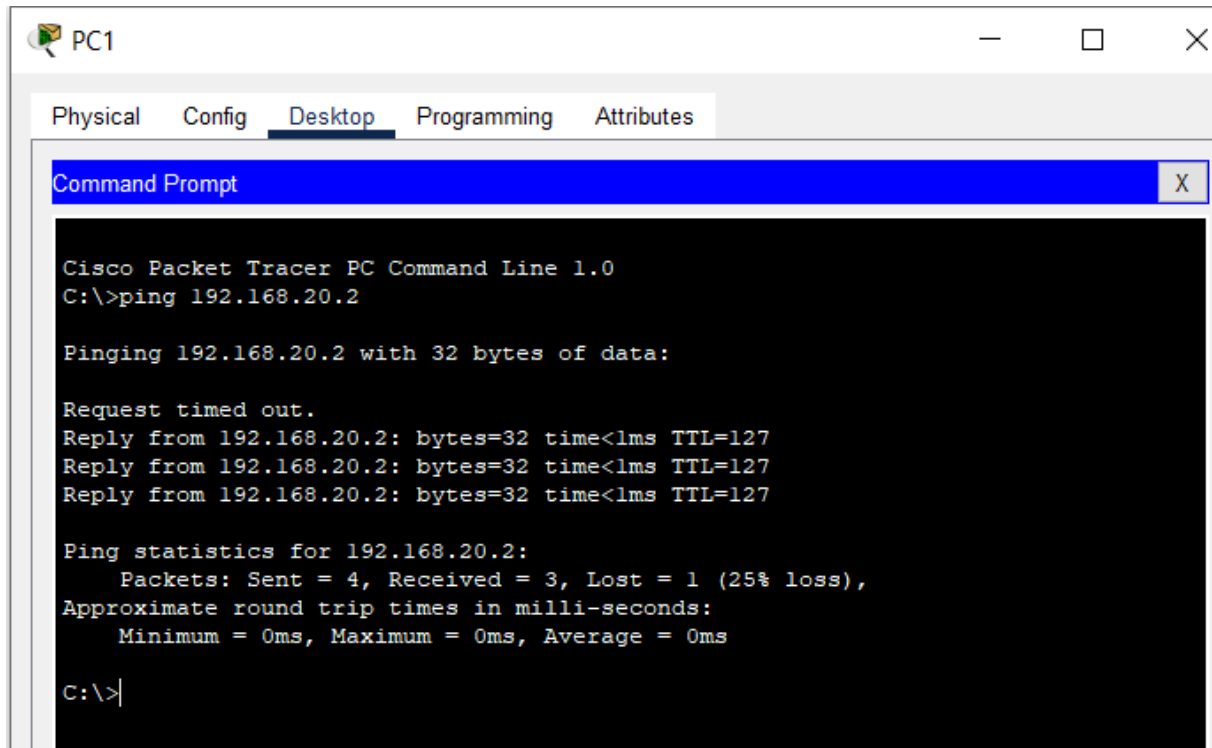 PC1
Physical Config Desktop Programming Attributes
Command Prompt X
Cisco Packet Tracer PC Command Line 1.0
C:\>ping 192.168.20.2
Pinging 192.168.20.2 with 32 bytes of data:
Request timed out.
Reply from 192.168.20.2: bytes=32 time<1ms TTL=127
Reply from 192.168.20.2: bytes=32 time<1ms TTL=127
Reply from 192.168.20.2: bytes=32 time<1ms TTL=127
Ping statistics for 192.168.20.2:
Packets: Sent = 4, Received = 3, Lost = 1 (25% loss),
Approximate round trip times in milli-seconds:
Minimum = 0ms, Maximum = 0ms, Average = 0ms
C:\>